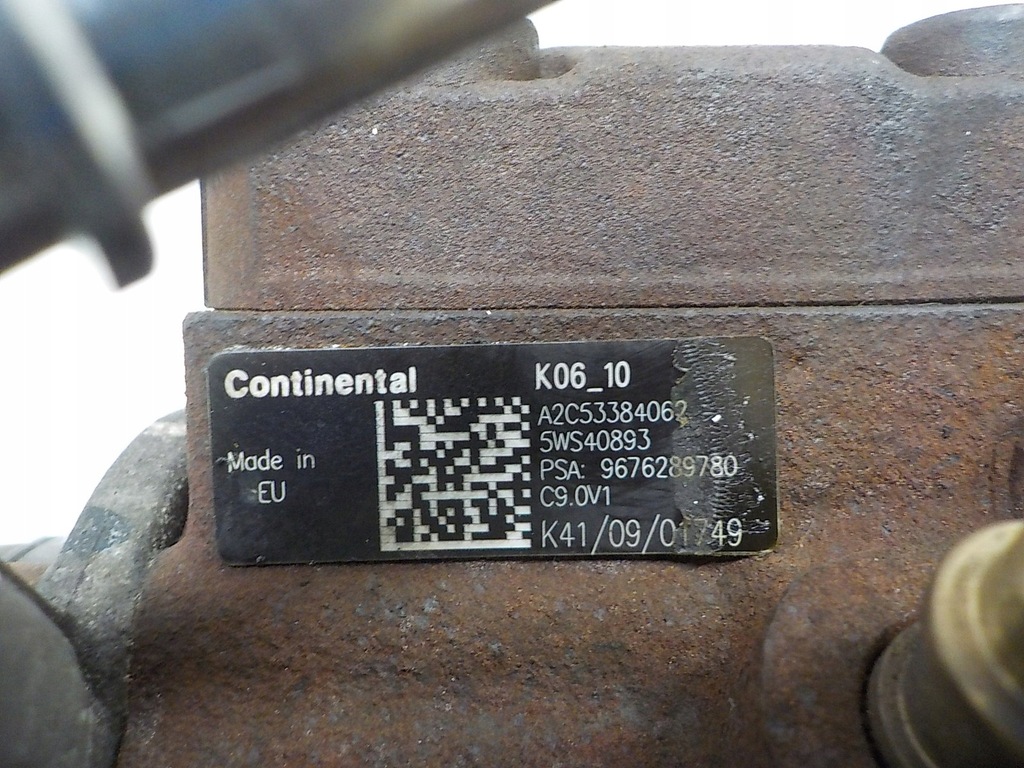 Continental
Made in
EU
K06_10
A2C53384062
5WS40893
PSA: 9676289780
C9.0V1
K41/09/01749